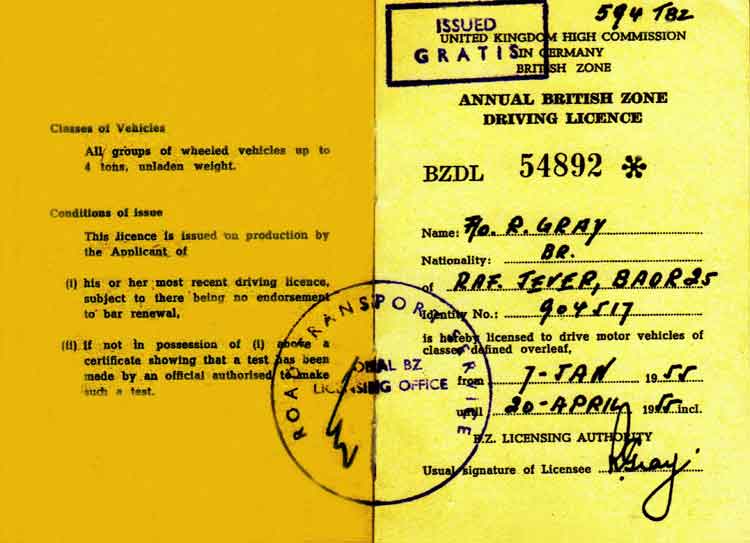 Classes of Vehicles
All groups of wheeled vehicles up to
4 tons, unladen weight.
Conditions of issue
This licence is issued on production by
the Applicant of
(i) his or her most recent driving licence,
subject to there being no endorsement
to bar renewal,
(ii) If not in possession of (i) above a
certificate showing that a test has been
made by an official authorised to make
such a test.
ROAD TRANSPORT SERVICE
BZ
LICENSING OFFICE
594 TBZ
ISSUED
GRATIS
UNITED KINGDOM HIGH COMMISSION
IN GERMANY
BRITISH ZONE
ANNUAL BRITISH ZONE
DRIVING LICENCE
BZDL 54892 *
Name: F/O. R. GRAY
Nationality: BR.
of RAF. JEVER, BAOR 25
Identity No.: 904517
is hereby licensed to drive motor vehicles of
classes defined overleaf,
from 7-JAN 1955
until 20-APRIL 1955 incl.
B.Z. LICENSING AUTHORITY
Usual signature of Licensee R. Gray